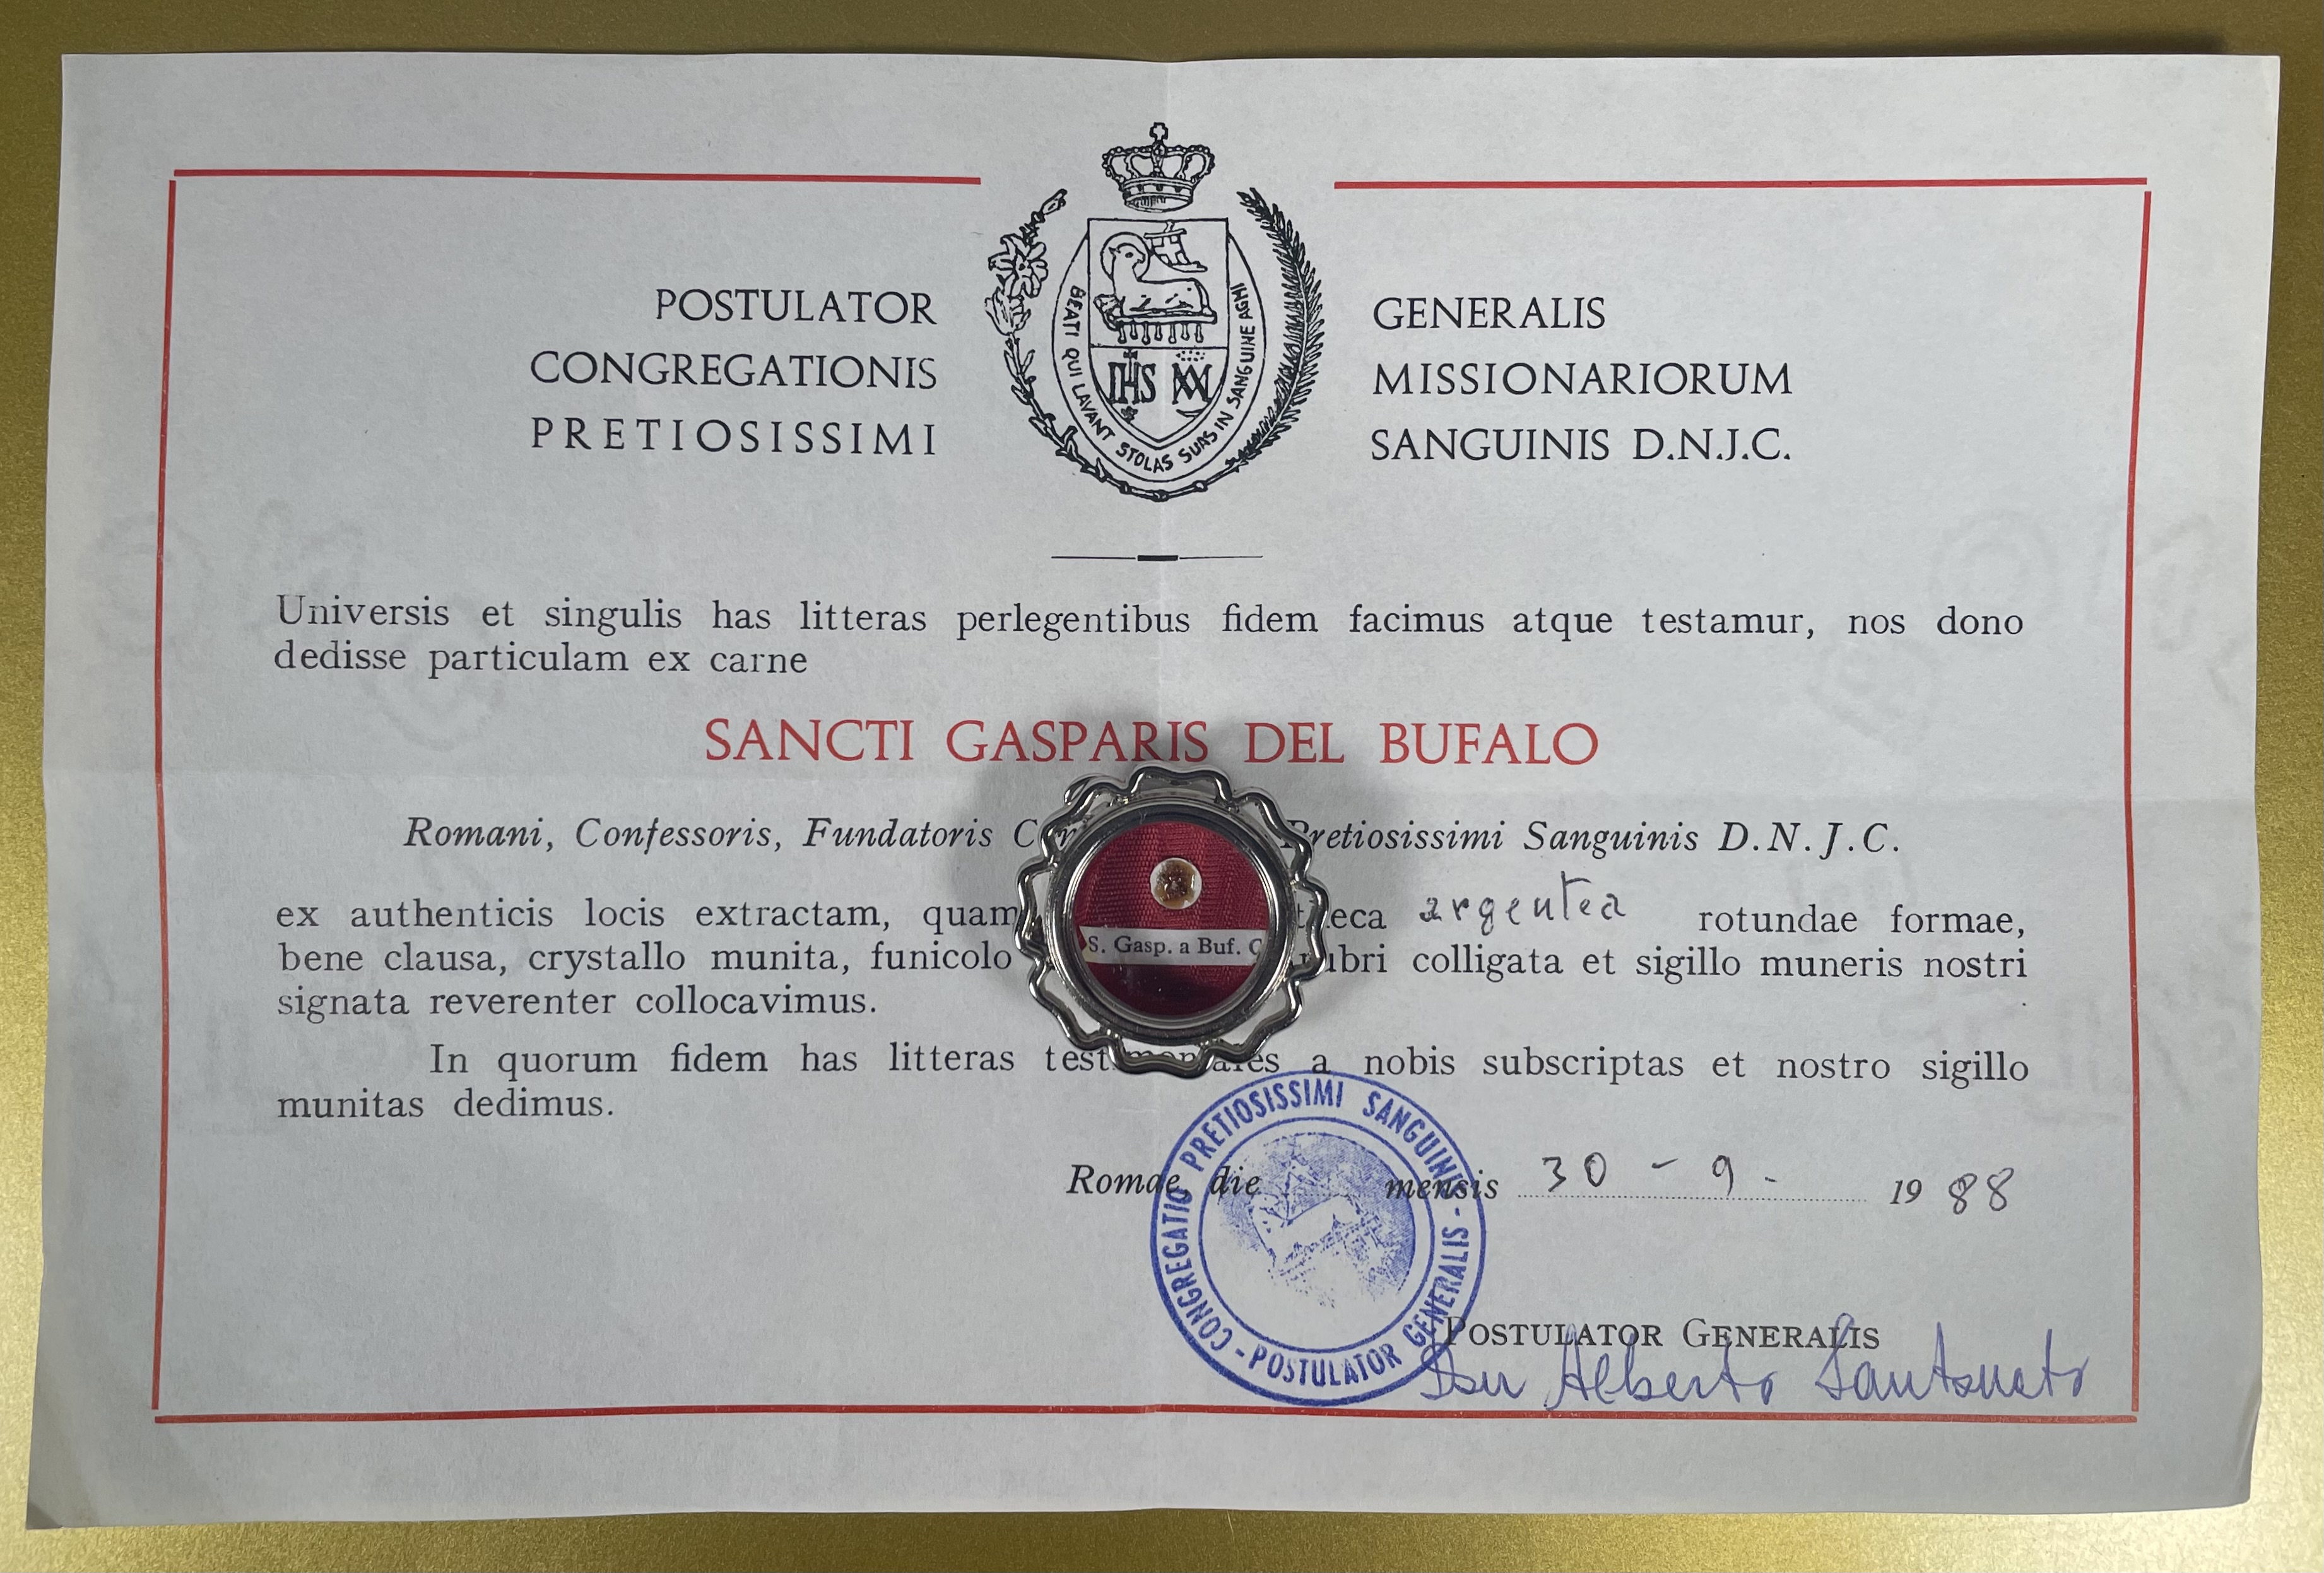 POSTULATOR GENERALIS
CONGREGATIONIS MISSIONARIORUM
PRETIOSISSIMI SANGUINIS D.N.J.C.
BEATI QUI LAVANT STOLAS SUAS IN SANGUINE AGNI
IHS
Universis et singulis has litteras perlegentibus fidem facimus atque testamur, nos dono
dedisse particulam ex carne
SANCTI GASPARIS DEL BUFALO
Romani, Confessoris, Fundatoris Pretiosissimi Sanguinis D.N.J.C.
ex authenticis locis extractam, quam argentea rotundae formae,
S. Gasp. a Buf. C
bene clausa, crystallo munita, funicolo colligata et sigillo muneris nostri
signata reverenter collocavimus.
In quorum fidem has litteras a nobis subscriptas et nostro sigillo
munitas dedimus.
Romae die mensis 30 - 9 - 1988
CONGREGATIO PRETIOSISSIMI SANGUINIS - POSTULATOR GENERALIS -
POSTULATOR GENERALIS
Don Alberto